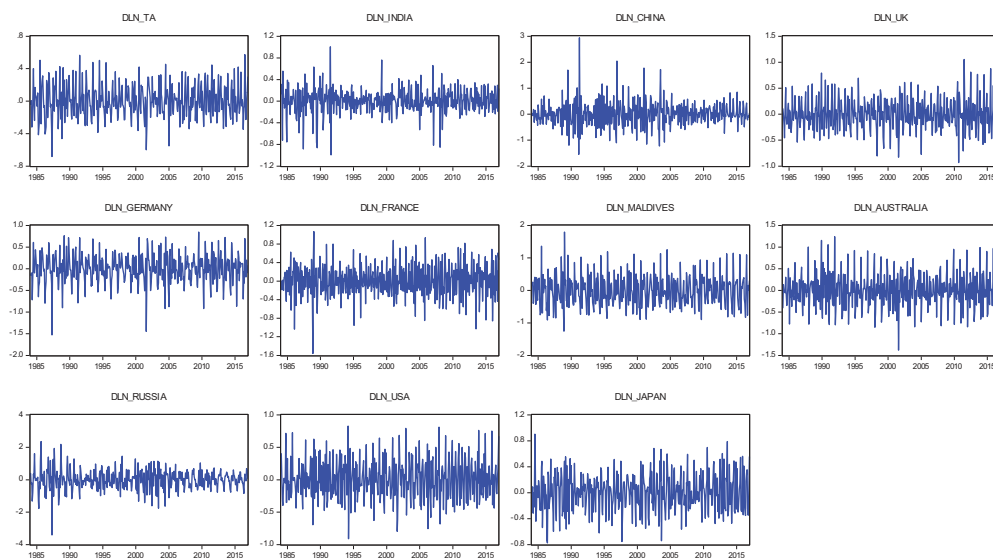 DLN_TA DLN_INDIA DLN_CHINA DLN_UK
.8 1.2 3 1.5
.4 0.8 2 1.0
0.4 1 0.5
.0 0.0 0 0.0
-.4 -0.4 -1 -0.5
-0.8
-.8 -1.2 -2 -1.0
1985 1990 1995 2000 2005 2010 2015 1985 1990 1995 2000 2005 2010 2015 1985 1990 1995 2000 2005 2010 2015 1985 1990 1995 2000 2005 2010 2015
DLN_GERMANY DLN_FRANCE DLN_MALDIVES DLN_AUSTRALIA
1.0 1.2 2 1.5
0.5 0.8 1 1.0
0.0 0.4 0.5
-0.5 0.0 0 0.0
-1.0 -0.4 -1 -0.5
-1.5 -0.8 -1.0
-1.2
-2.0 -1.6 -2 -1.5
1985 1990 1995 2000 2005 2010 2015 1985 1990 1995 2000 2005 2010 2015 1985 1990 1995 2000 2005 2010 2015 1985 1990 1995 2000 2005 2010 2015
DLN_RUSSIA DLN_USA DLN_JAPAN
4 1.0 1.2
2 0.5 0.8
0.4
0 0.0 0.0
-2 -0.5 -0.4
-4 -1.0 -0.8
1985 1990 1995 2000 2005 2010 2015 1985 1990 1995 2000 2005 2010 2015 1985 1990 1995 2000 2005 2010 2015